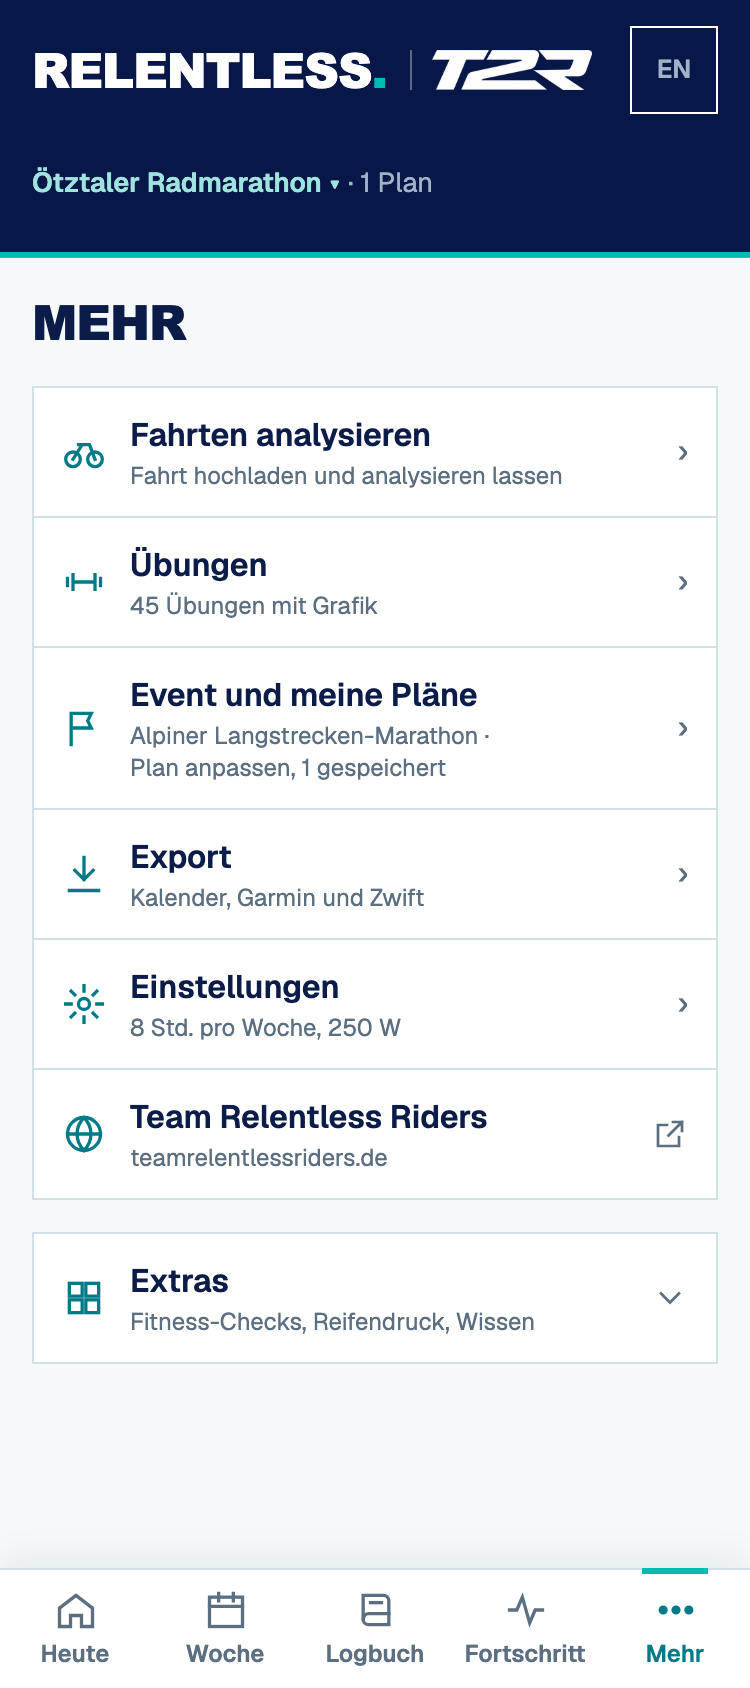 RELENTLESS. T2R EN
Ötztaler Radmarathon ▾ · 1 Plan
MEHR
Fahrten analysieren
Fahrt hochladen und analysieren lassen
Übungen
45 Übungen mit Grafik
Event und meine Pläne
Alpiner Langstrecken-Marathon ·
Plan anpassen, 1 gespeichert
Export
Kalender, Garmin und Zwift
Einstellungen
8 Std. pro Woche, 250 W
Team Relentless Riders
teamrelentlessriders.de
Extras
Fitness-Checks, Reifendruck, Wissen
Heute Woche Logbuch Fortschritt Mehr